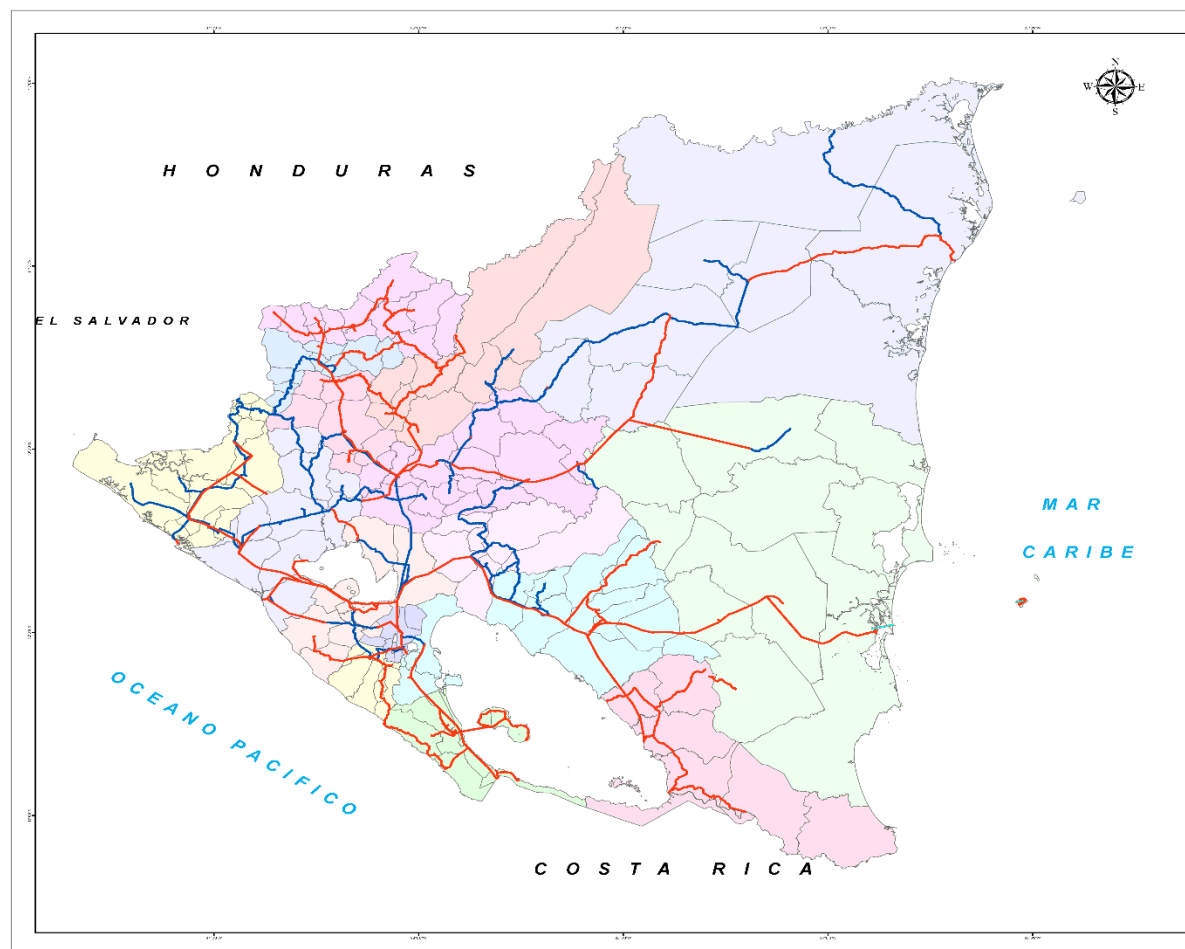 N
W E
S
HONDURAS
EL SALVADOR
MAR
CARIBE
OCEANO PACIFICO
COSTA RICA